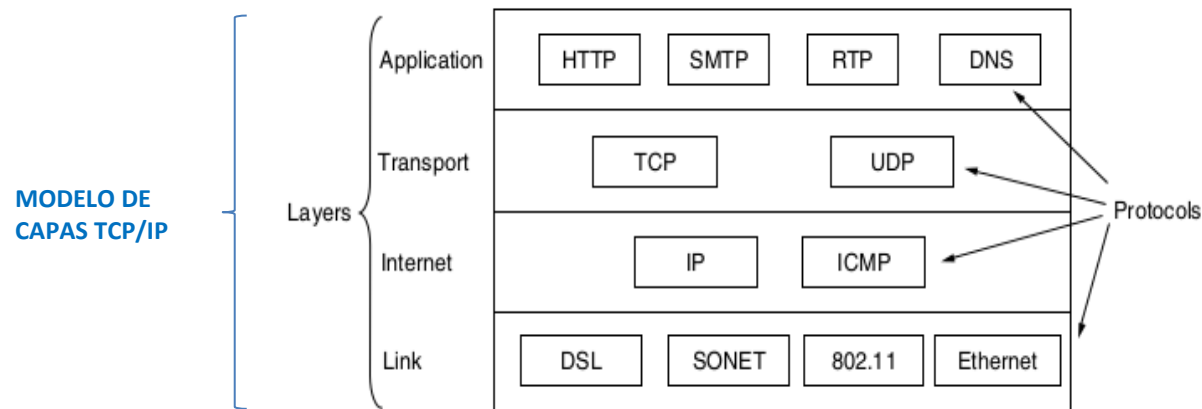 Application
HTTP
SMTP
RTP
DNS
Transport
TCP
UDP
MODELO DE
CAPAS TCP/IP
Layers
Protocols
Internet
IP
ICMP
Link
DSL
SONET
802.11
Ethernet